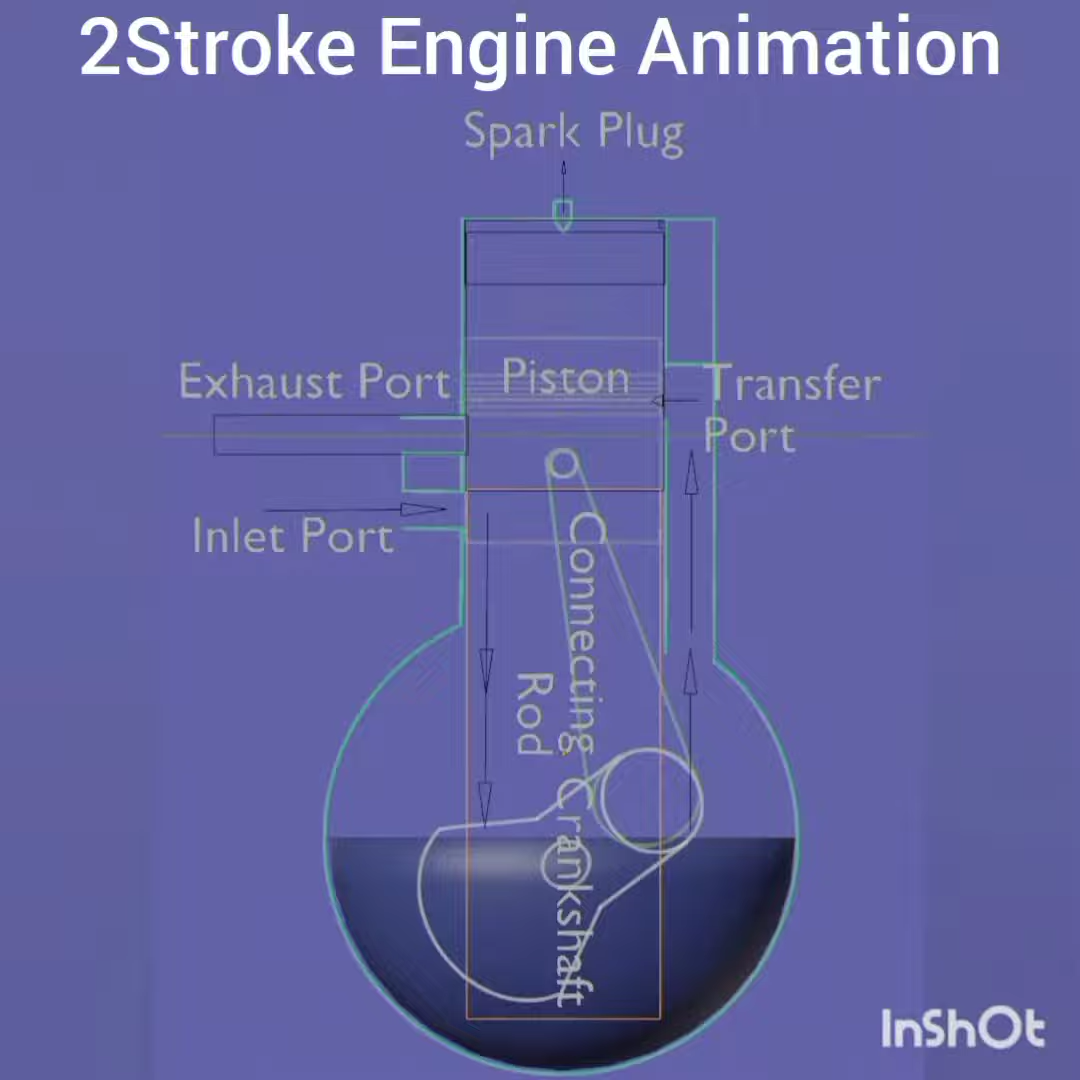 2Stroke Engine Animation
Spark Plug
Exhaust Port
Piston
Transfer
Port
Inlet Port
Connecting
Rod
Crankshaft
InShOt